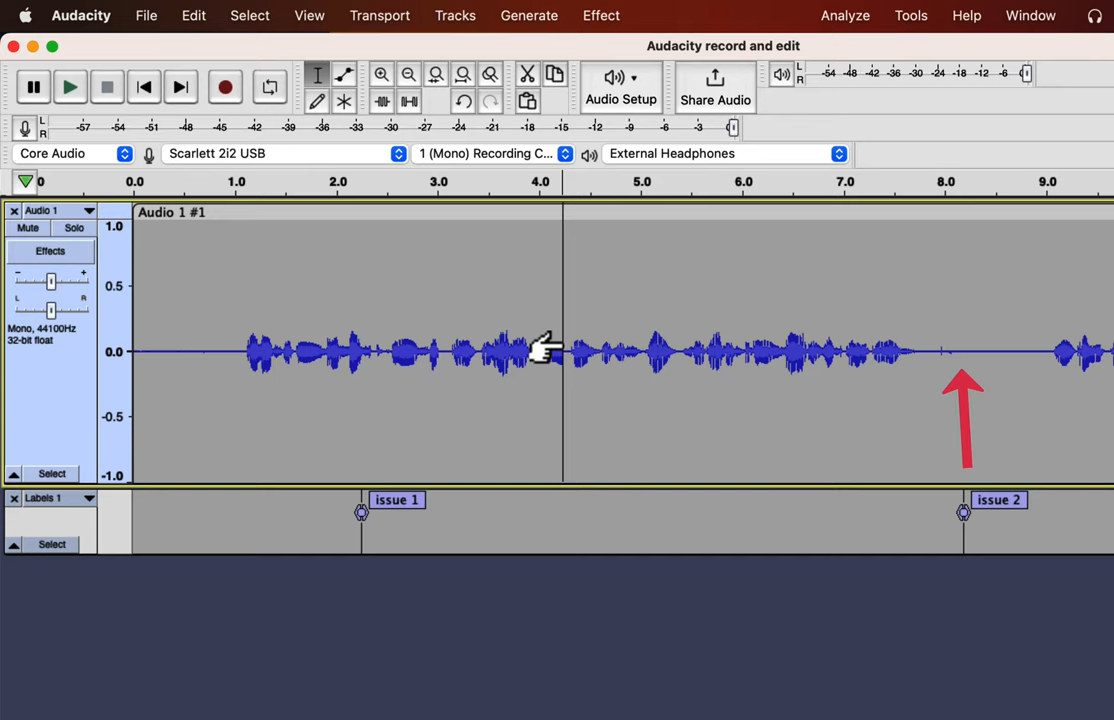 Audacity File Edit Select View Transport Tracks Generate Effect Analyze Tools Help Window
Audacity record and edit
Audio Setup
Share Audio
L
R
-54 -48 -42 -36 -30 -24 -18 -12 -6 0
L
R
-57 -54 -51 -48 -45 -42 -39 -36 -33 -30 -27 -24 -21 -18 -15 -12 -9 -6 -3 0
Core Audio Scarlett 2i2 USB 1 (Mono) Recording C... External Headphones
0 0.0 1.0 2.0 3.0 4.0 5.0 6.0 7.0 8.0 9.0
Audio 1
Mute Solo
Effects
- +
L R
Mono, 44100Hz
32-bit float
Select
1.0
0.5
0.0
-0.5
-1.0
Audio 1 #1
Labels 1
Select
issue 1
issue 2